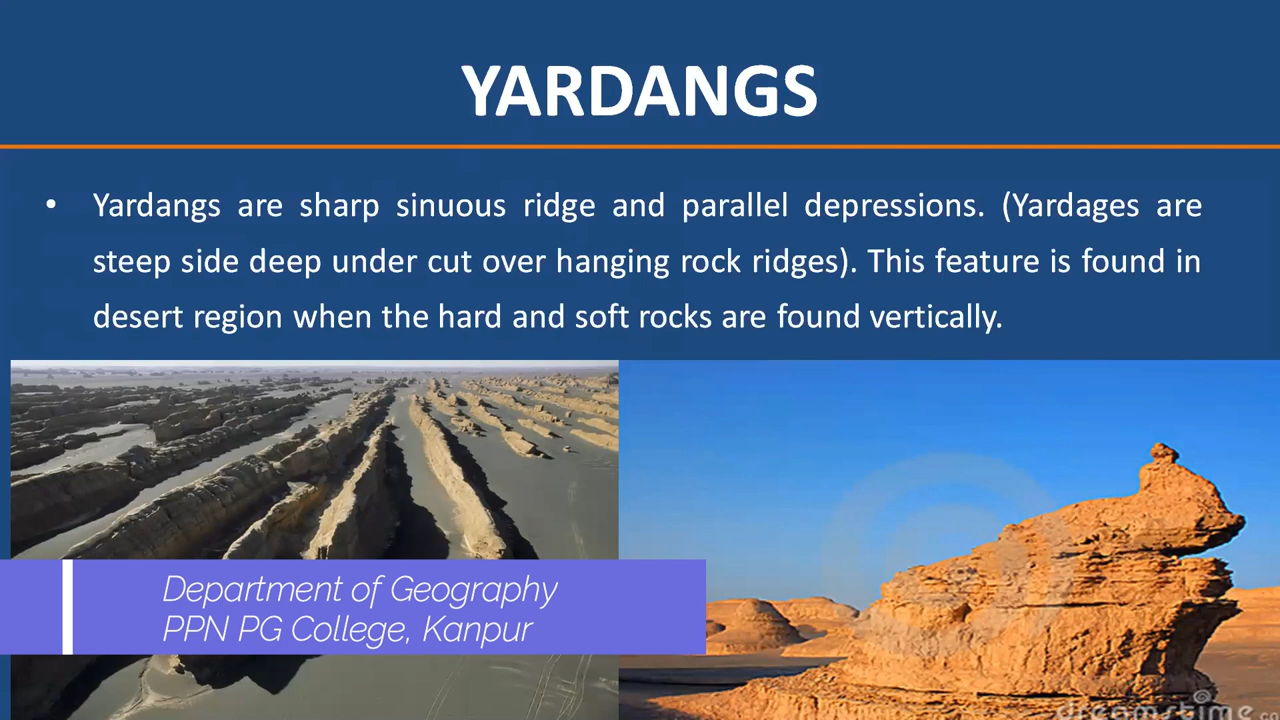 YARDANGS
• Yardangs are sharp sinuous ridge and parallel depressions. (Yardages are
steep side deep under cut over hanging rock ridges). This feature is found in
desert region when the hard and soft rocks are found vertically.
Department of Geography
PPN PG College, Kanpur
dreamstime.co